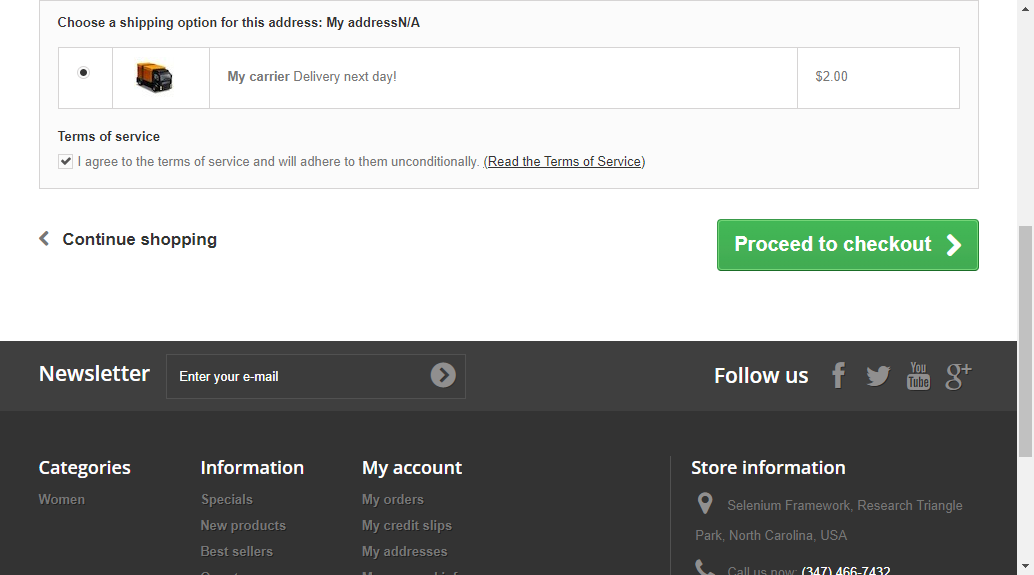 Choose a shipping option for this address: My addressN/A
My carrier Delivery next day! $2.00
Terms of service
I agree to the terms of service and will adhere to them unconditionally. (Read the Terms of Service)
Continue shopping
Proceed to checkout
Newsletter
Enter your e-mail
Follow us
f
You
Tube
g+
Categories
Women
Information
Specials
New products
Best sellers
My account
My orders
My credit slips
My addresses
Store information
Selenium Framework, Research Triangle
Park, North Carolina, USA
Call us now: (347) 466-7432